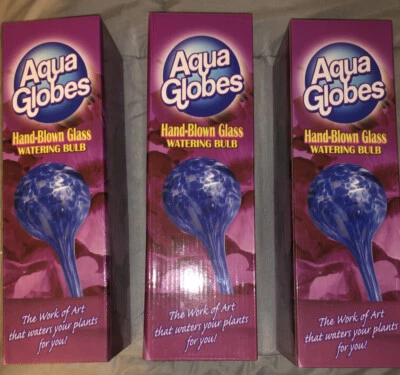 Aqua
Globes
Hand-Blown Glass
WATERING BULB
The Work of Art
that waters your plants
for you!
Aqua
Globes
Hand-Blown Glass
WATERING BULB
The Work of Art
that waters your plants
for you!
Aqua
Globes
Hand-Blown Glass
WATERING BULB
The Work of Art
that waters your plants
for you!